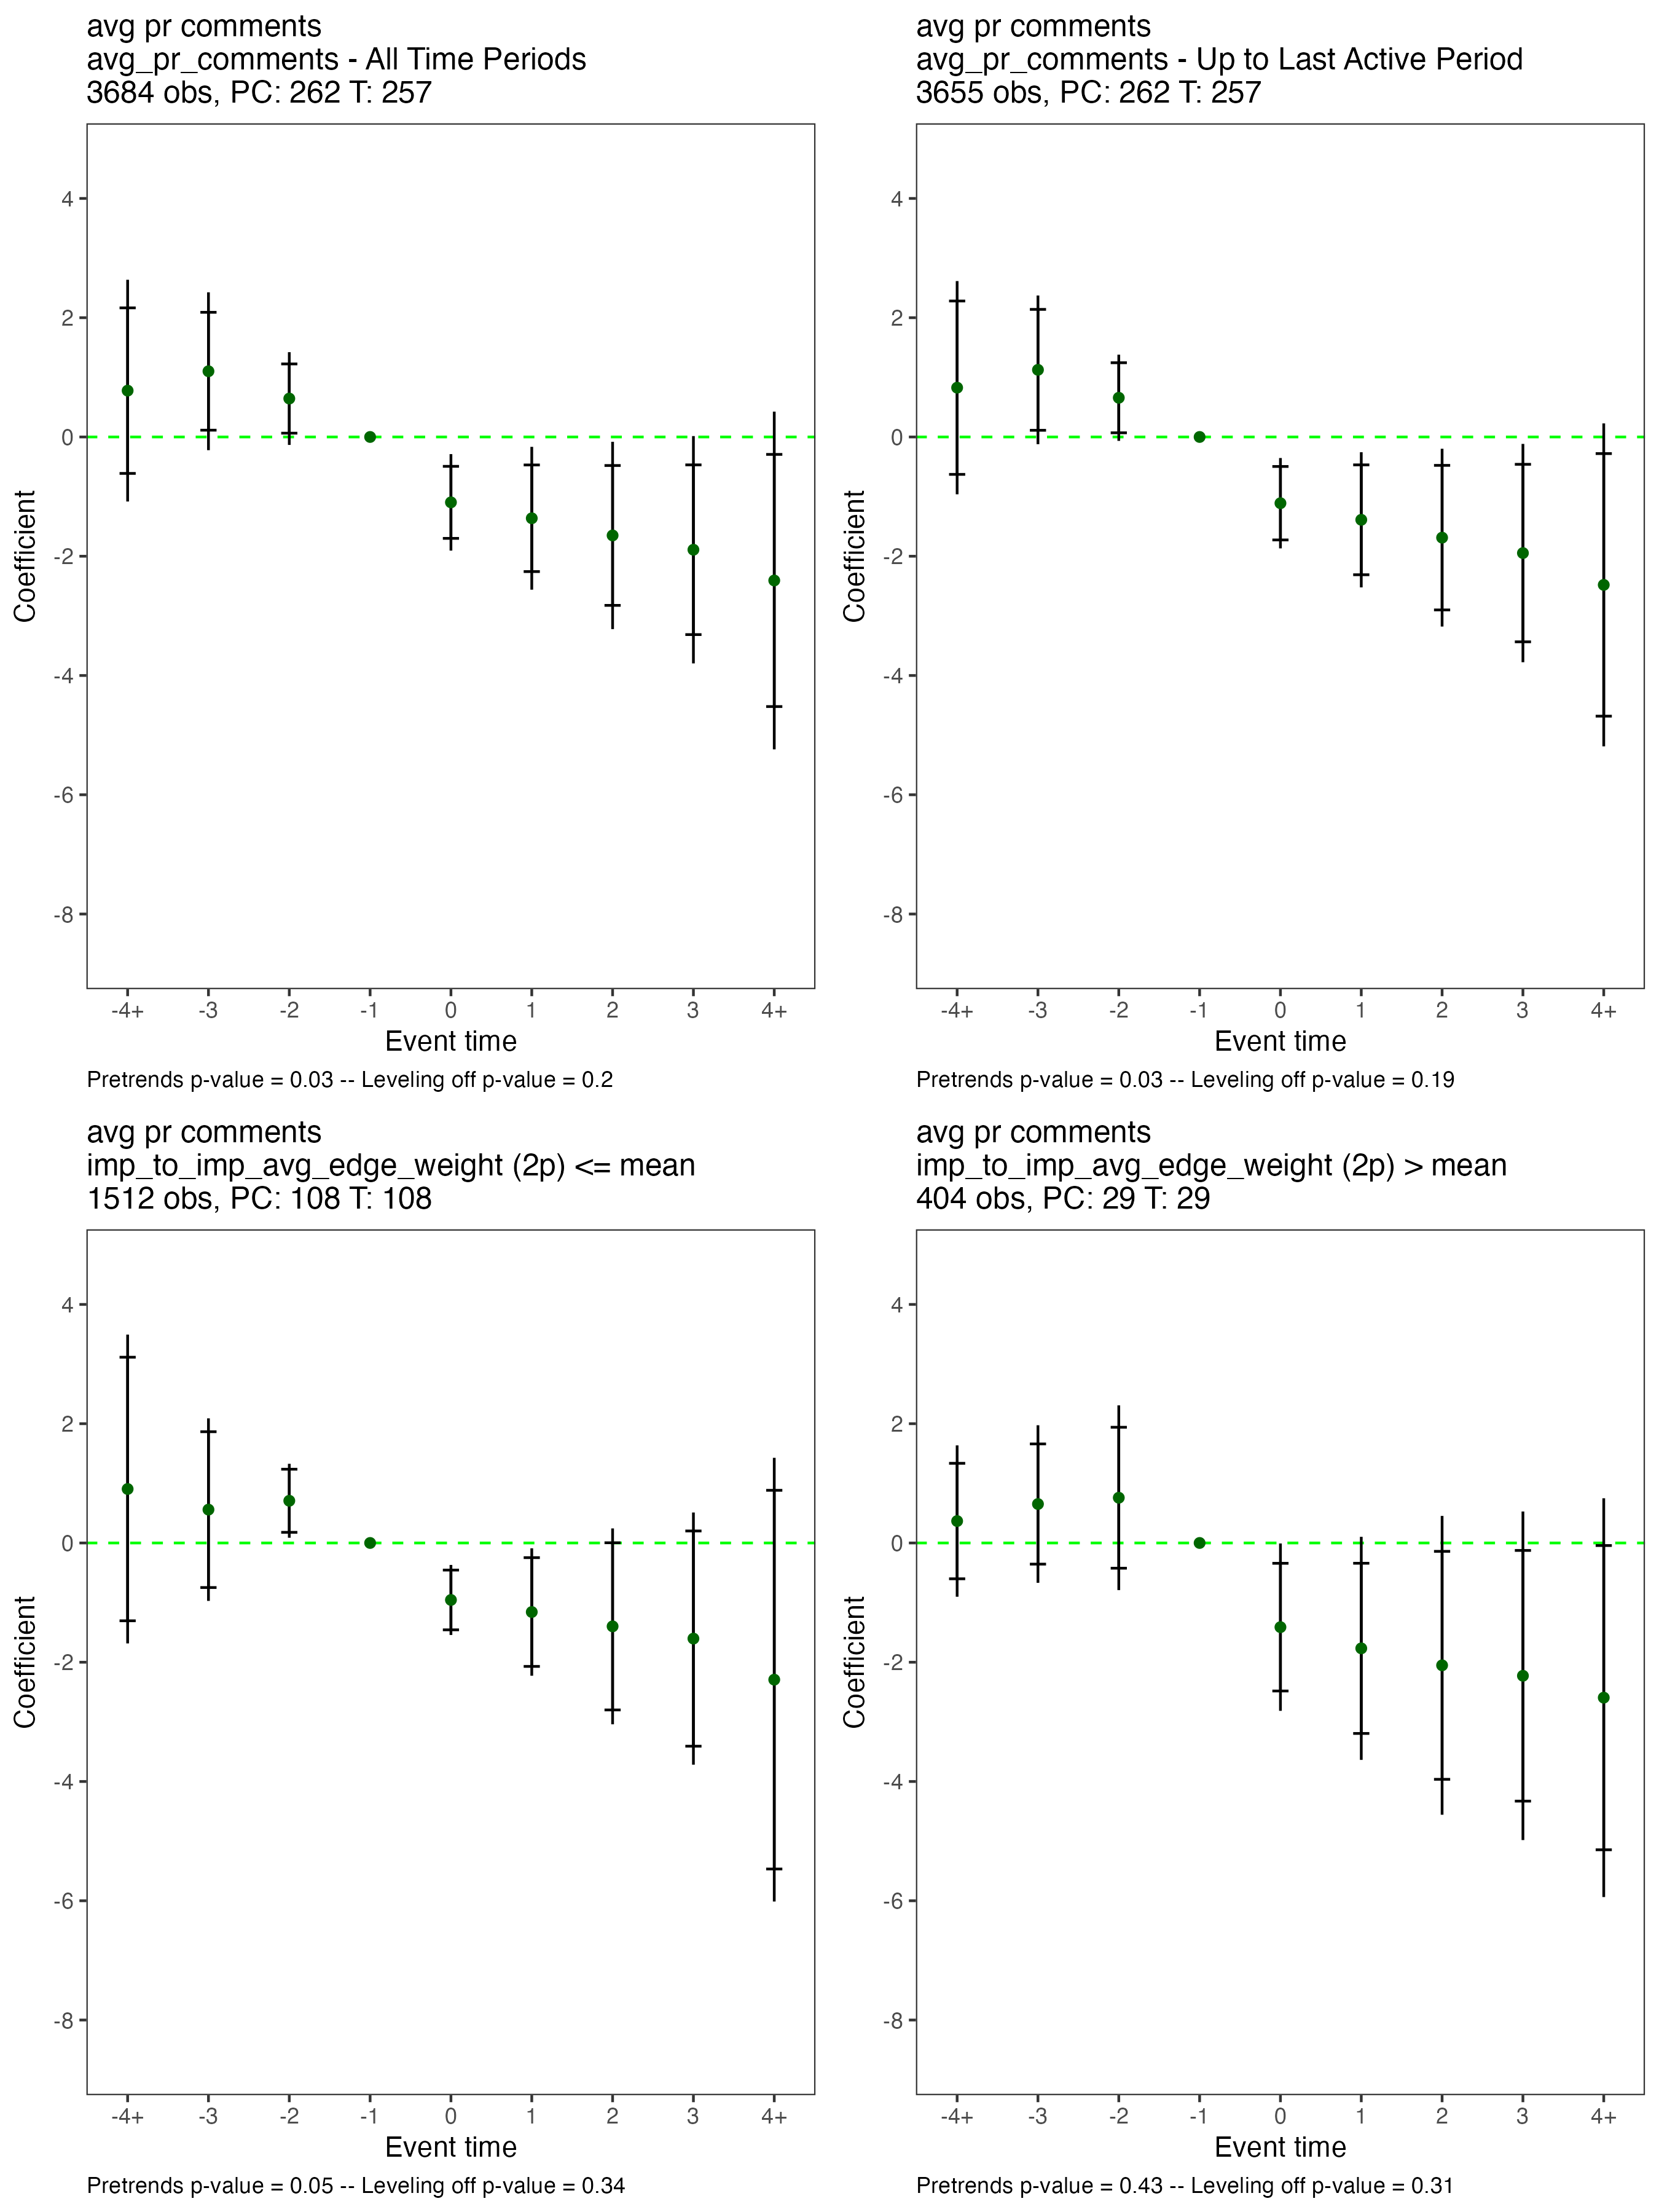 avg pr comments
avg_pr_comments - All Time Periods
3684 obs, PC: 262 T: 257
Coefficient
4
2
0
-2
-4
-6
-8
-4+ -3 -2 -1 0 1 2 3 4+
Event time
Pretrends p-value = 0.03 -- Leveling off p-value = 0.2
avg pr comments
avg_pr_comments - Up to Last Active Period
3655 obs, PC: 262 T: 257
Coefficient
4
2
0
-2
-4
-6
-8
-4+ -3 -2 -1 0 1 2 3 4+
Event time
Pretrends p-value = 0.03 -- Leveling off p-value = 0.19
avg pr comments
imp_to_imp_avg_edge_weight (2p) <= mean
1512 obs, PC: 108 T: 108
Coefficient
4
2
0
-2
-4
-6
-8
-4+ -3 -2 -1 0 1 2 3 4+
Event time
Pretrends p-value = 0.05 -- Leveling off p-value = 0.34
avg pr comments
imp_to_imp_avg_edge_weight (2p) > mean
404 obs, PC: 29 T: 29
Coefficient
4
2
0
-2
-4
-6
-8
-4+ -3 -2 -1 0 1 2 3 4+
Event time
Pretrends p-value = 0.43 -- Leveling off p-value = 0.31